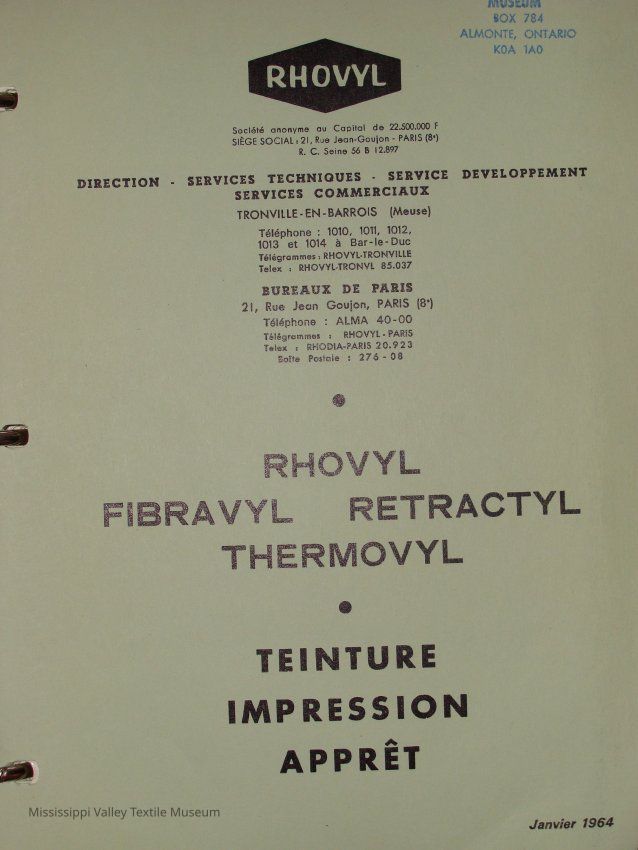 MUSEUM
BOX 784
ALMONTE, ONTARIO
K0A 1A0
RHOVYL
Société anonyme au Capital de 22.500.000 F
SIÈGE SOCIAL : 21, Rue Jean-Goujon - PARIS (8e)
R. C. Seine 56 B 12.897
DIRECTION - SERVICES TECHNIQUES - SERVICE DEVELOPPEMENT
SERVICES COMMERCIAUX
TRONVILLE-EN-BARROIS (Meuse)
Téléphone : 1010, 1011, 1012,
1013 et 1014 à Bar-le-Duc
Télégrammes : RHOVYL-TRONVILLE
Telex : RHOVYL-TRONVL 85.037
BUREAUX DE PARIS
21, Rue Jean Goujon, PARIS (8e)
Téléphone : ALMA 40-00
Télégrammes : RHOVYL - PARIS
Telex : RHODIA-PARIS 20.923
Boîte Postale : 276-08
RHOVYL
FIBRAVYL RETRACTYL
THERMOVYL
TEINTURE
IMPRESSION
APPRÊT
Mississippi Valley Textile Museum
Janvier 1964